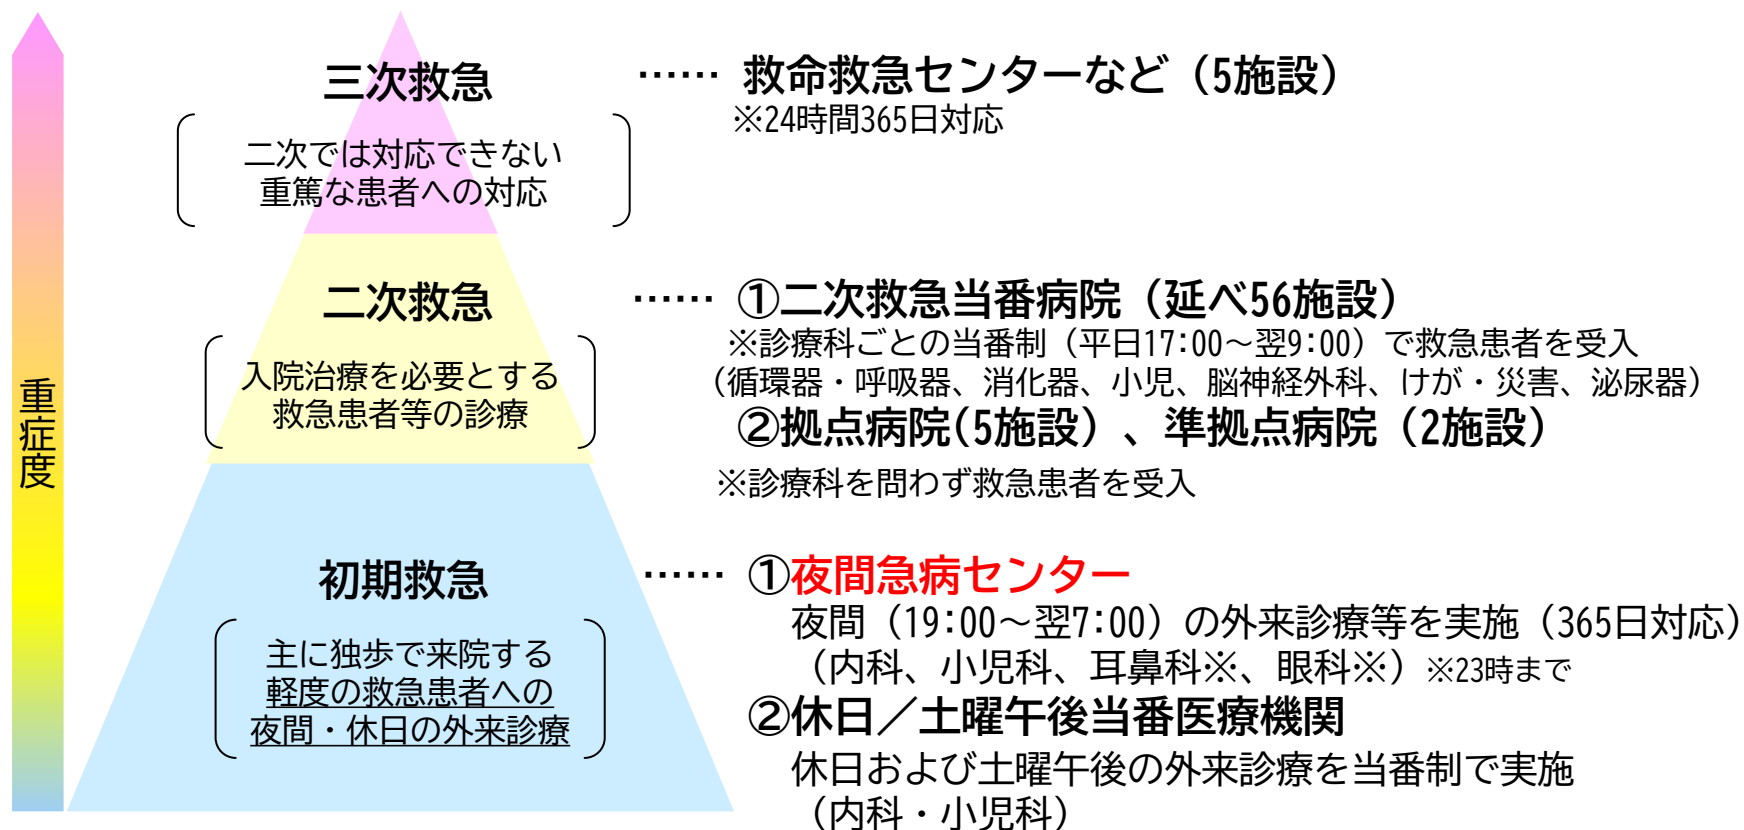 重症度
三次救急
二次では対応できない
重篤な患者への対応
…… 救命救急センターなど（5施設）
※24時間365日対応
二次救急
入院治療を必要とする
救急患者等の診療
…… ①二次救急当番病院（延べ56施設）
※診療科ごとの当番制（平日17:00～翌9:00）で救急患者を受入
（循環器・呼吸器、消化器、小児、脳神経外科、けが・災害、泌尿器）
②拠点病院(5施設）、準拠点病院（2施設）
※診療科を問わず救急患者を受入
初期救急
主に独歩で来院する
軽度の救急患者への
夜間・休日の外来診療
…… ①夜間急病センター
夜間（19:00～翌7:00）の外来診療等を実施（365日対応）
（内科、小児科、耳鼻科※、眼科※）※23時まで
②休日／土曜午後当番医療機関
休日および土曜午後の外来診療を当番制で実施
（内科・小児科）